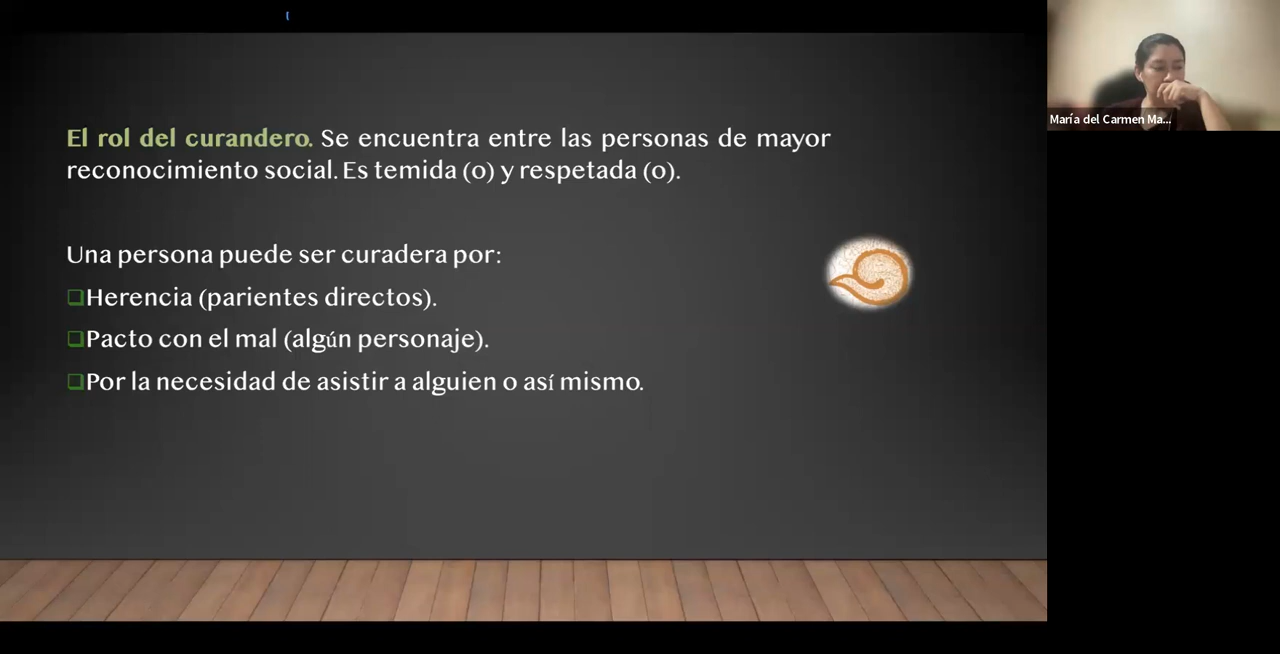 El rol del curandero. Se encuentra entre las personas de mayor
reconocimiento social. Es temida (o) y respetada (o).
Una persona puede ser curadera por:
Herencia (parientes directos).
Pacto con el mal (algún personaje).
Por la necesidad de asistir a alguien o así mismo.
María del Carmen Ma...